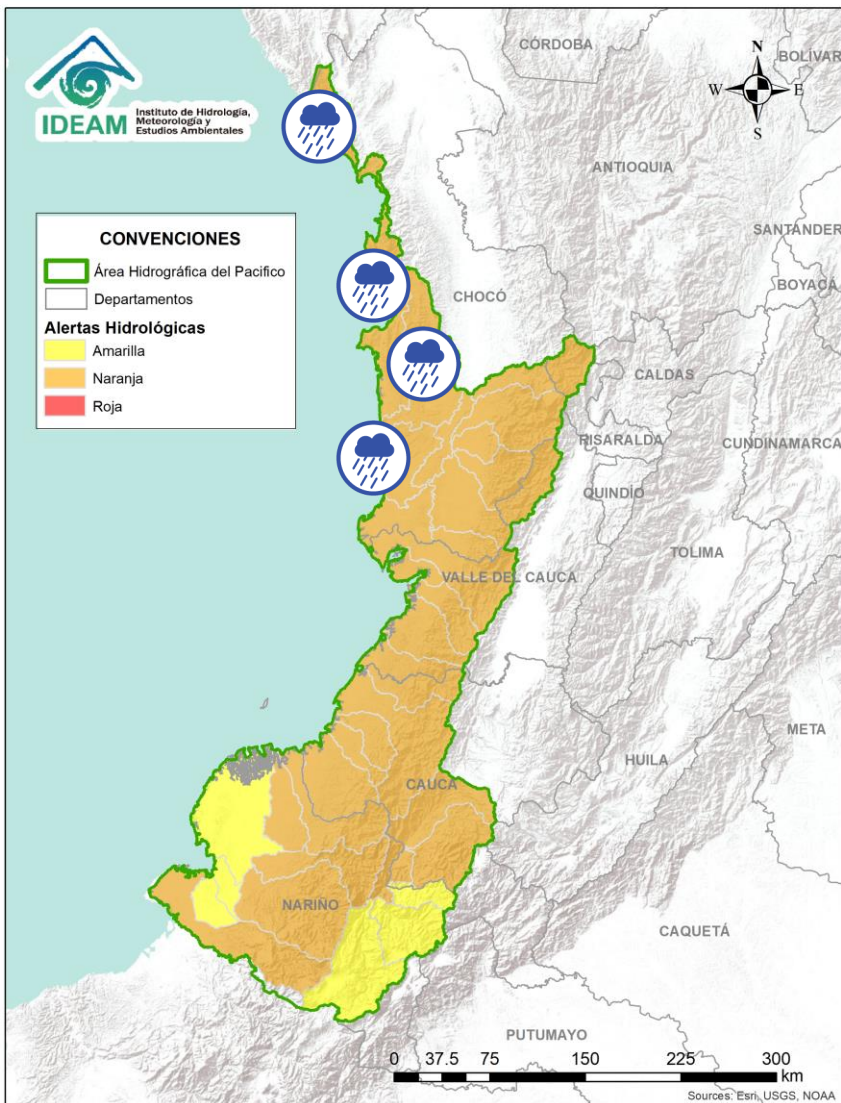 IDEAM
Instituto de Hidrología,
Meteorología y
Estudios Ambientales
CÓRDOBA
BOLÍVAR
N
W
E
S
ANTIOQUIA
SANTANDER
BOYACÁ
CONVENCIONES
Área Hidrográfica del Pacifico
Departamentos
Alertas Hidrológicas
Amarilla
Naranja
Roja
CHOCÓ
CALDAS
RISARALDA
CUNDINAMARCA
QUINDÍO
TOLIMA
VALLE DEL CAUCA
META
HUILA
CAUCA
NARIÑO
CAQUETÁ
PUTUMAYO
0 37.5 75 150 225 300
km
Sources: Esri, USGS, NOAA